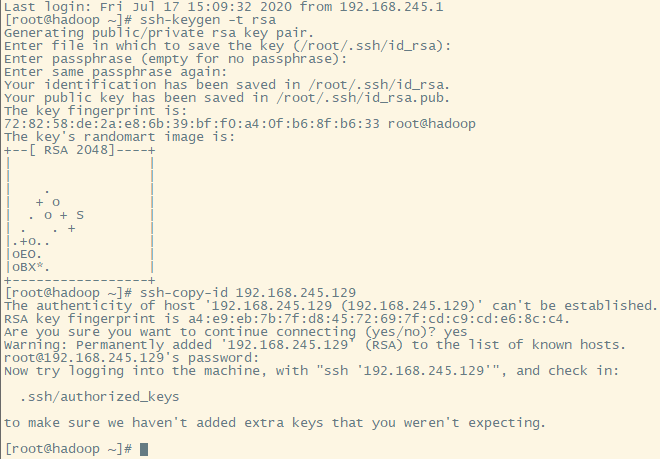 Last login: Fri Jul 17 15:09:32 2020 from 192.168.245.1
[root@hadoop ~]# ssh-keygen -t rsa
Generating public/private rsa key pair.
Enter file in which to save the key (/root/.ssh/id_rsa):
Enter passphrase (empty for no passphrase):
Enter same passphrase again:
Your identification has been saved in /root/.ssh/id_rsa.
Your public key has been saved in /root/.ssh/id_rsa.pub.
The key fingerprint is:
72:82:58:de:2a:e8:6b:39:bf:f0:a4:0f:b6:8f:b6:33 root@hadoop
The key's randomart image is:
+--[ RSA 2048]----+
|                 |
|                 |
|    .            |
|   + o           |
|  . o + S        |
| .   . +         |
|.+o..            |
|oEO.             |
|oBX*.            |
+-----------------+
[root@hadoop ~]# ssh-copy-id 192.168.245.129
The authenticity of host '192.168.245.129 (192.168.245.129)' can't be established.
RSA key fingerprint is a4:e9:eb:7b:7f:d8:45:72:69:7f:cd:c9:cd:e6:8c:c4.
Are you sure you want to continue connecting (yes/no)? yes
Warning: Permanently added '192.168.245.129' (RSA) to the list of known hosts.
root@192.168.245.129's password:
Now try logging into the machine, with "ssh '192.168.245.129'", and check in:
  .ssh/authorized_keys
to make sure we haven't added extra keys that you weren't expecting.
[root@hadoop ~]#